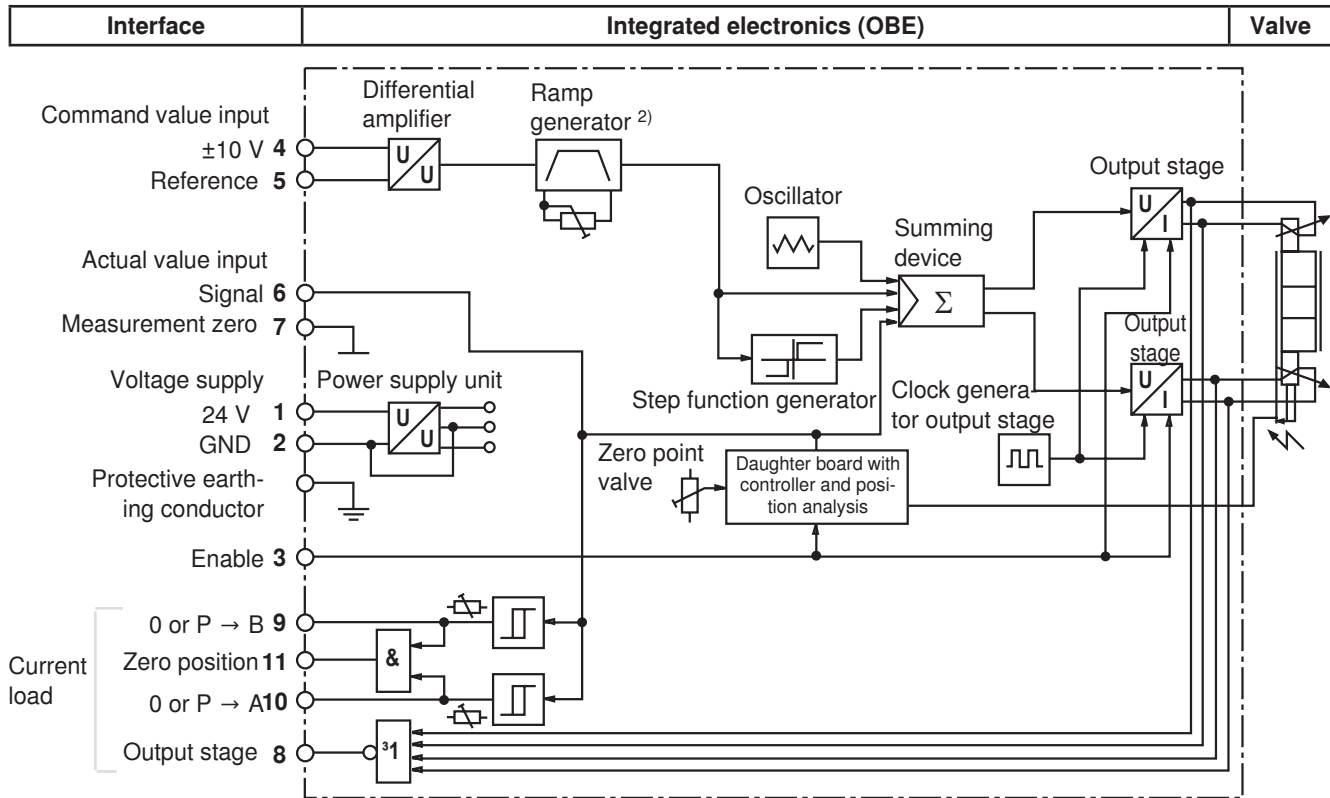 Interface
Integrated electronics (OBE)
Valve
Differential
amplifier
Ramp
generator 2)
Command value input
±10 V 4
Reference 5
U
U
Oscillator
Output stage
U
I
Summing
device
Σ
Actual value input
Signal 6
Measurement zero 7
Output
stage
U
I
Step function generator
Voltage supply
24 V 1
GND 2
Power supply unit
U
U
Clock genera-
tor output stage
Zero point
valve
Daughter board with
controller and posi-
tion analysis
Protective earth-
ing conductor
Enable 3
Current
load
0 or P → B 9
Zero position 11
0 or P → A10
Output stage 8
&
³1